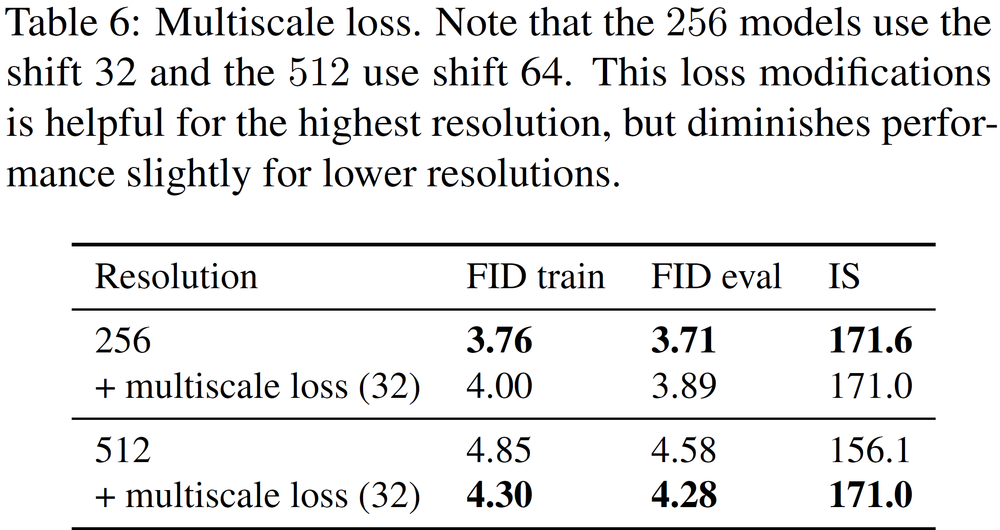 Table 6: Multiscale loss. Note that the 256 models use the
shift 32 and the 512 use shift 64. This loss modifications
is helpful for the highest resolution, but diminishes perfor-
mance slightly for lower resolutions.
Resolution FID train FID eval IS
256 3.76 3.71 171.6
+ multiscale loss (32) 4.00 3.89 171.0
512 4.85 4.58 156.1
+ multiscale loss (32) 4.30 4.28 171.0